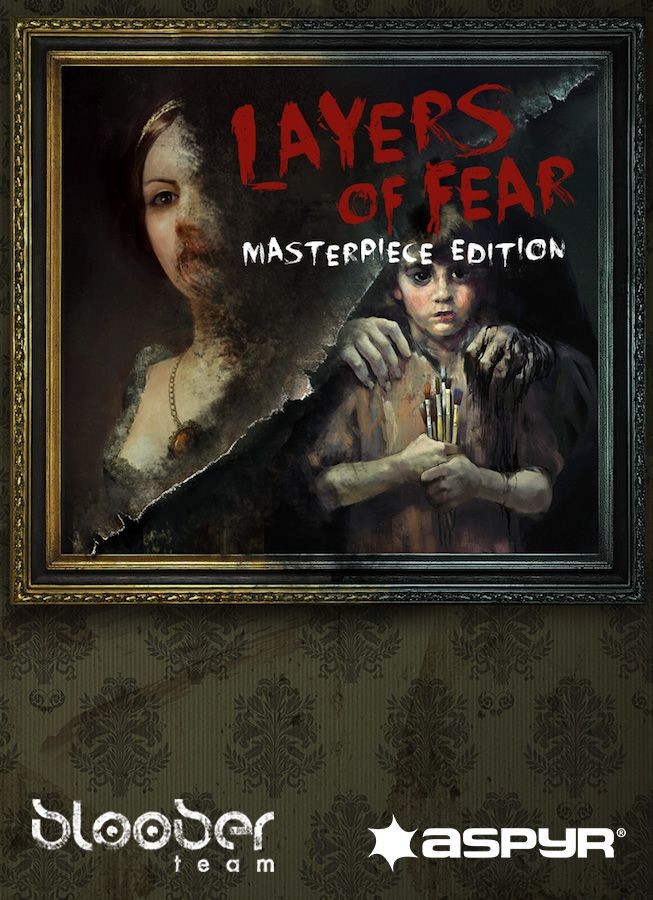 LAYERS
OF FEAR
MASTERPIECE EDITION
bloober
team
ASPYR®